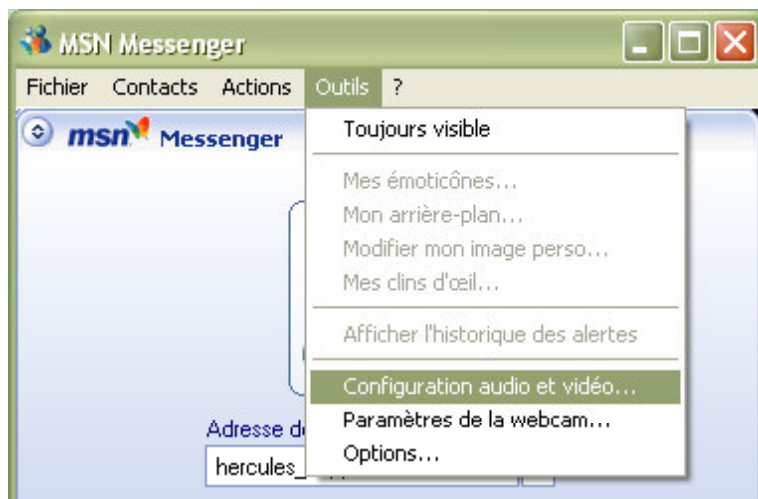 MSN Messenger
Fichier Contacts Actions Outils ?
msn Messenger
Toujours visible
Mes émoticônes...
Mon arrière-plan...
Modifier mon image perso...
Mes clins d'œil...
Afficher l'historique des alertes
Configuration audio et vidéo...
Paramètres de la webcam...
Options...
Adresse
hercules_